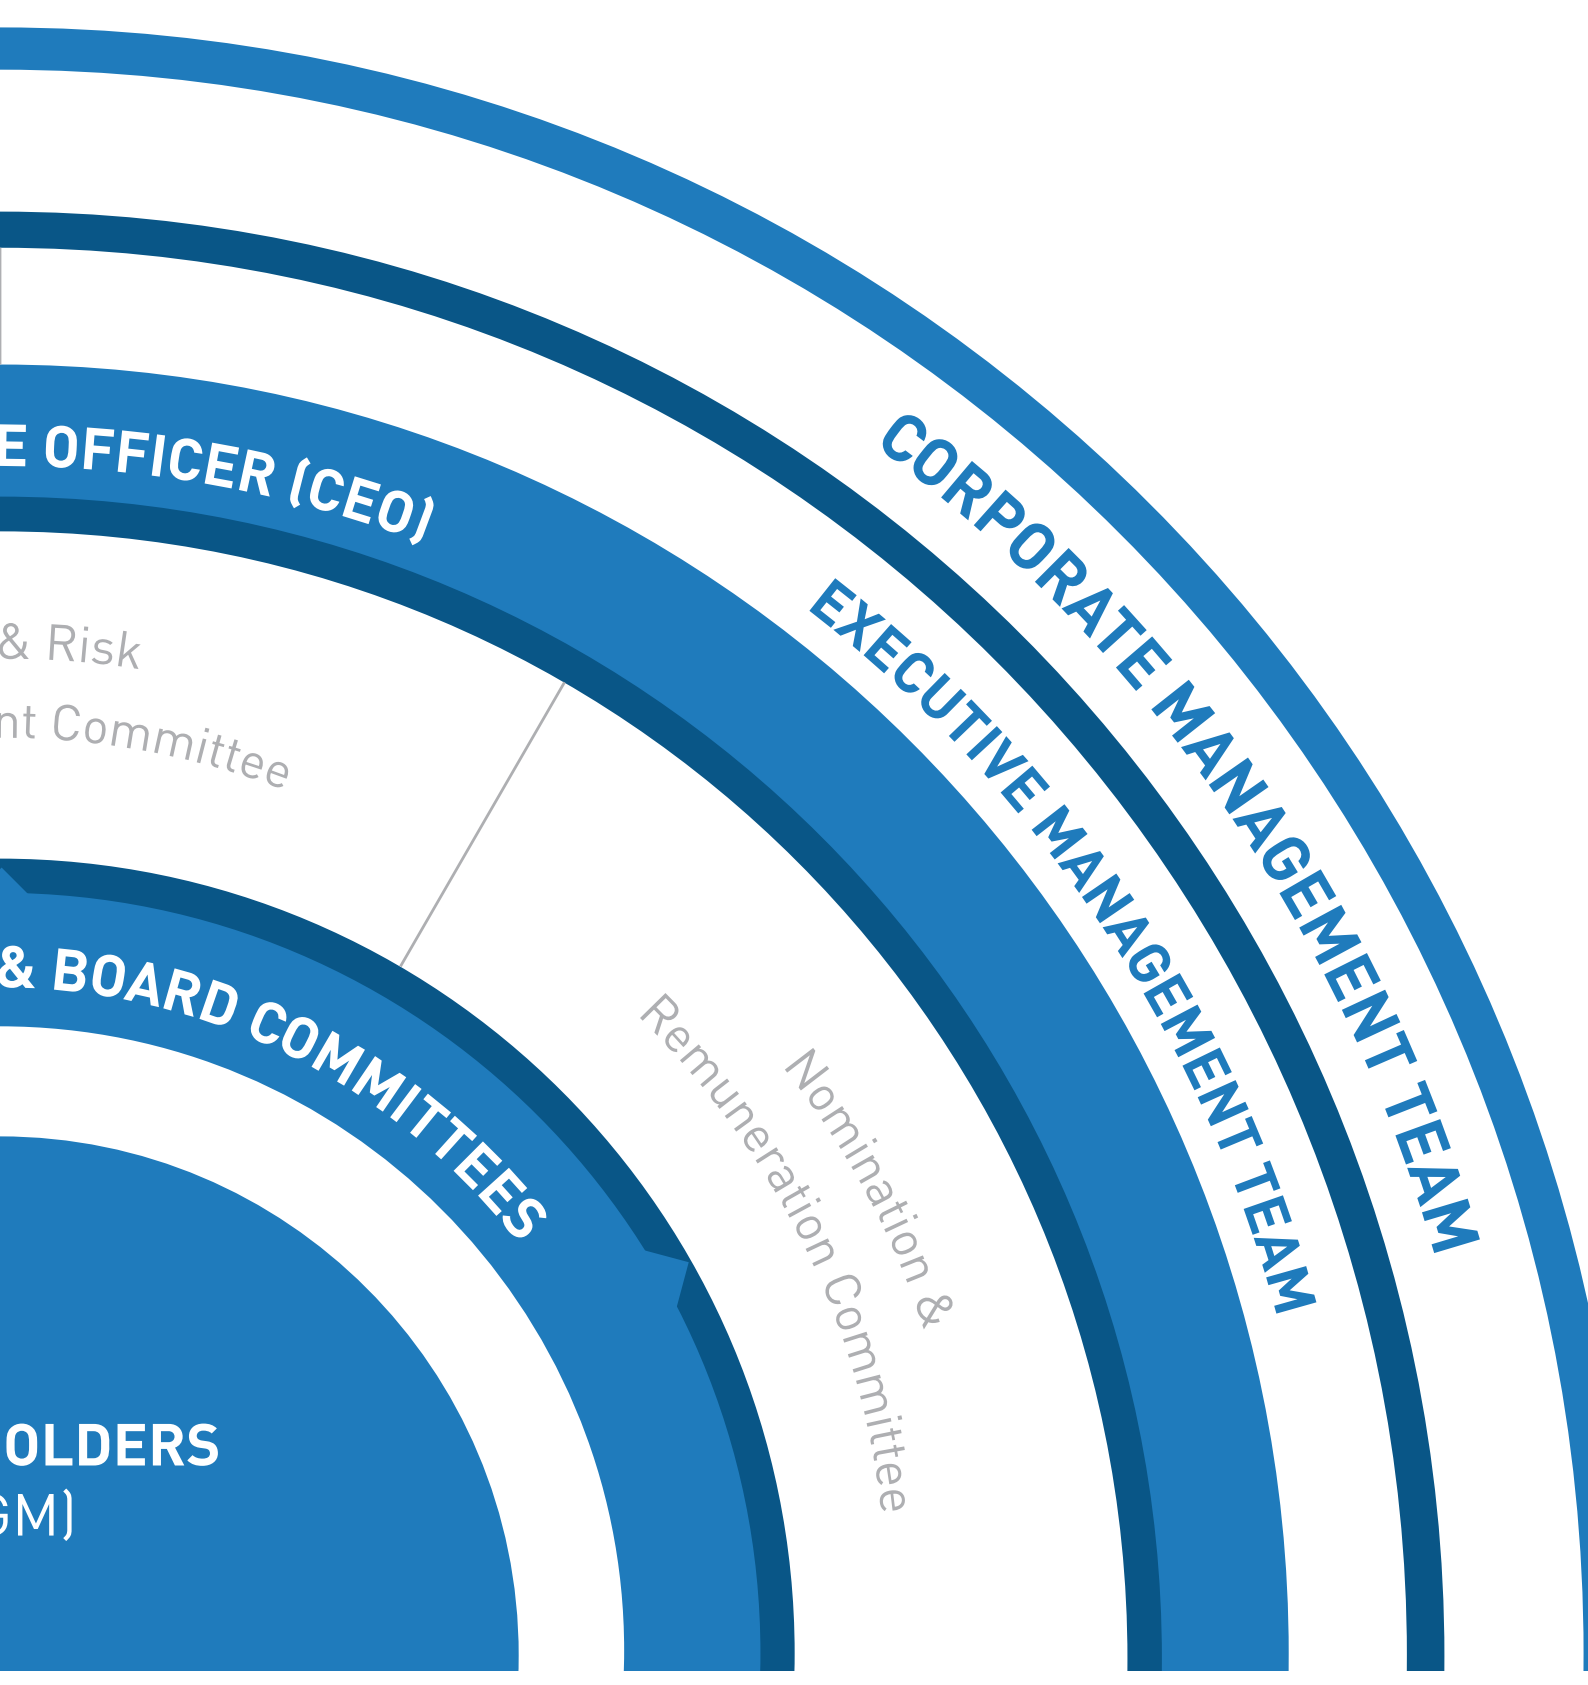 CORPORATE MANAGEMENT TEAM
EXECUTIVE MANAGEMENT TEAM
E OFFICER (CEO)
& Risk
nt Committee
Nomination &
Remuneration Committee
& BOARD COMMITTEES
OLDERS
GM)